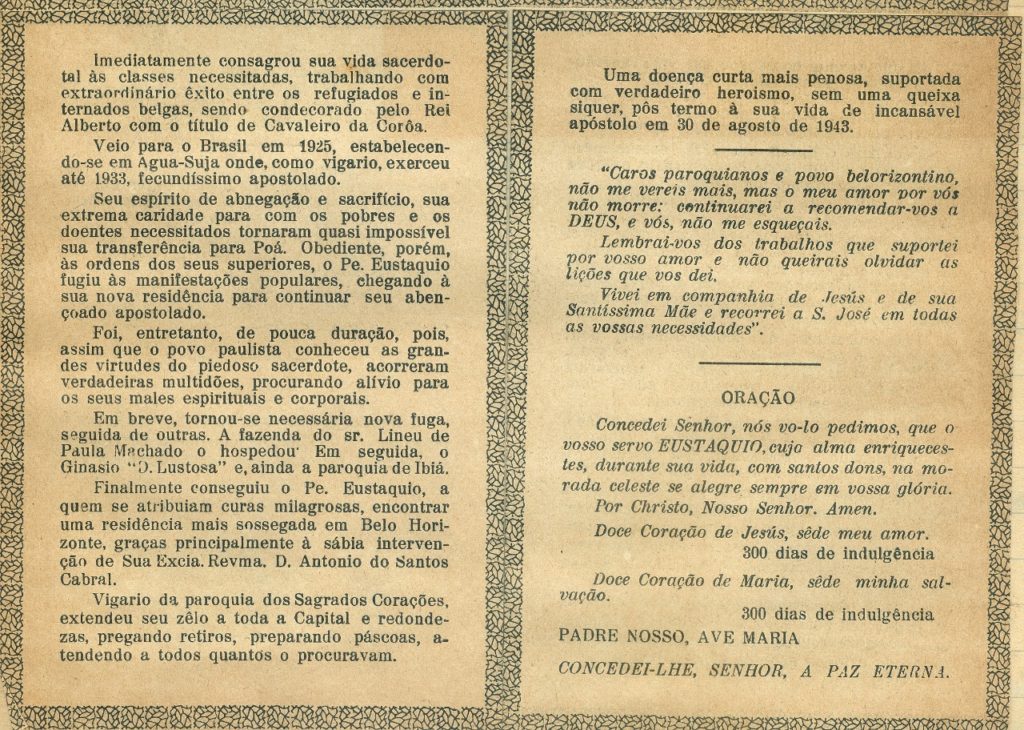 Imediatamente consagrou sua vida sacerdo-
tal às classes necessitadas, trabalhando com
extraordinário êxito entre os refugiados e in-
ternados belgas, sendo condecorado pelo Rei
Alberto com o título de Cavaleiro da Corôa.
Veio para o Brasil em 1925, estabelecen-
do-se em Agua-Suja onde, como vigario, exerceu
até 1933, fecundíssimo apostolado.
Seu espírito de abnegação e sacrifício, sua
extrema caridade para com os pobres e os
doentes necessitados tornaram quasi impossível
sua transferência para Poá. Obediente, porém,
às ordens dos seus superiores, o Pe. Eustaquio
fugiu às manifestações populares, chegando à
sua nova residência para continuar seu aben-
çoado apostolado.
Foi, entretanto, de pouca duração, pois,
assim que o povo paulista conheceu as gran-
des virtudes do piedoso sacerdote, acorreram
verdadeiras multidões, procurando alívio para
os seus males espirituais e corporais.
Em breve, tornou-se necessária nova fuga,
seguida de outras. A fazenda do sr. Lineu de
Paula Machado o hospedou. Em seguida, o
Ginasio "D. Lustosa" e, ainda a paroquia de Ibiá.
Finalmente conseguiu o Pe. Eustaquio, a
quem se atribuiam curas milagrosas, encontrar
uma residência mais sossegada em Belo Hori-
zonte, graças principalmente à sábia interven-
ção de Sua Excia. Revma. D. Antonio do Santos
Cabral.
Vigario da paroquia dos Sagrados Corações,
extendeu seu zêlo a toda a Capital e redonde-
zas, pregando retiros, preparando páscoas, a-
tendendo a todos quantos o procuravam.
Uma doença curta mais penosa, suportada
com verdadeiro heroismo, sem uma queixa
siquer, pôs termo à sua vida de incansável
apóstolo em 30 de agosto de 1943.
"Caros paroquianos e povo belorizontino,
não me vereis mais, mas o meu amor por vós
não morre: continuarei a recomendar-vos a
DEUS, e vós, não me esqueçais.
Lembrai-vos dos trabalhos que suportei
por vosso amor e não queirais olvidar as
lições que vos dei.
Vivei em companhia de Jesús e de sua
Santíssima Mãe e recorrei a S. José em todas
as vossas necessidades".
ORAÇÃO
Concedei Senhor, nós vo-lo pedimos, que o
vosso servo EUSTAQUIO, cuja alma enriqueces-
tes, durante sua vida, com santos dons, na mo-
rada celeste se alegre sempre em vossa glória.
Por Christo, Nosso Senhor. Amen.
Doce Coração de Jesús, sêde meu amor.
300 dias de indulgência
Doce Coração de Maria, sêde minha sal-
vação.
300 dias de indulgência
PADRE NOSSO, AVE MARIA
CONCEDEI-LHE, SENHOR, A PAZ ETERNA.